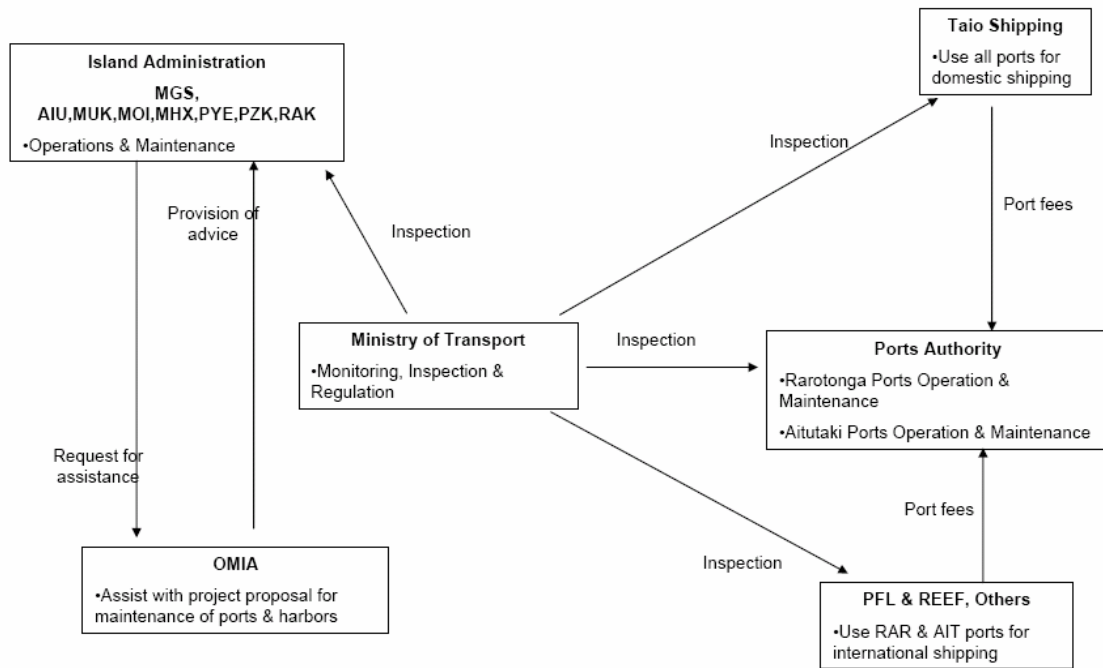 Taio Shipping
•Use all ports for
domestic shipping
Island Administration
MGS,
AIU,MUK,MOI,MHX,PYE,PZK,RAK
•Operations & Maintenance
Inspection
Provision of
advice
Port fees
Inspection
Ministry of Transport
•Monitoring, Inspection &
Regulation
Inspection
Ports Authority
•Rarotonga Ports Operation &
Maintenance
•Aitutaki Ports Operation & Maintenance
Request for
assistance
Port fees
OMIA
•Assist with project proposal for
maintenance of ports & harbors
Inspection
PFL & REEF, Others
•Use RAR & AIT ports for
international shipping